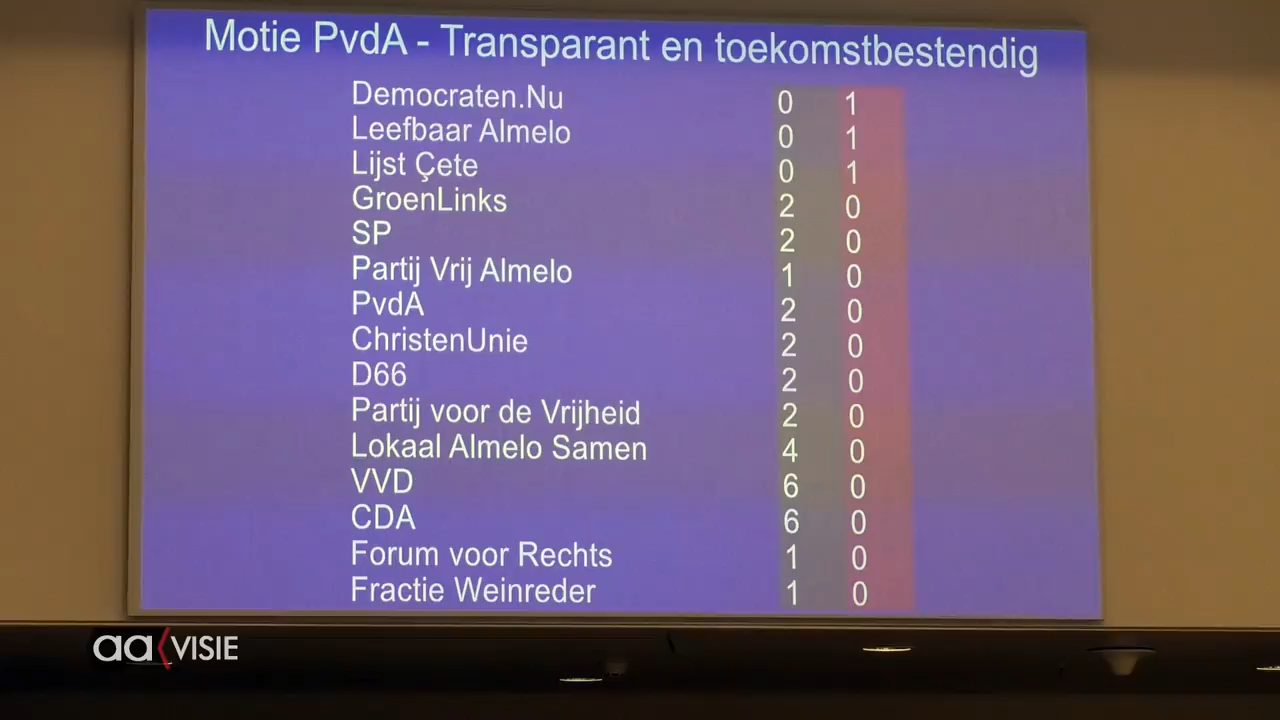 Motie PvdA - Transparant en toekomstbestendig
Democraten.Nu 0 1
Leefbaar Almelo 0 1
Lijst Çete 0 1
GroenLinks 2 0
SP 2 0
Partij Vrij Almelo 1 0
PvdA 2 0
ChristenUnie 2 0
D66 2 0
Partij voor de Vrijheid 2 0
Lokaal Almelo Samen 4 0
VVD 6 0
CDA 6 0
Forum voor Rechts 1 0
Fractie Weinreder 1 0
aa VISIE